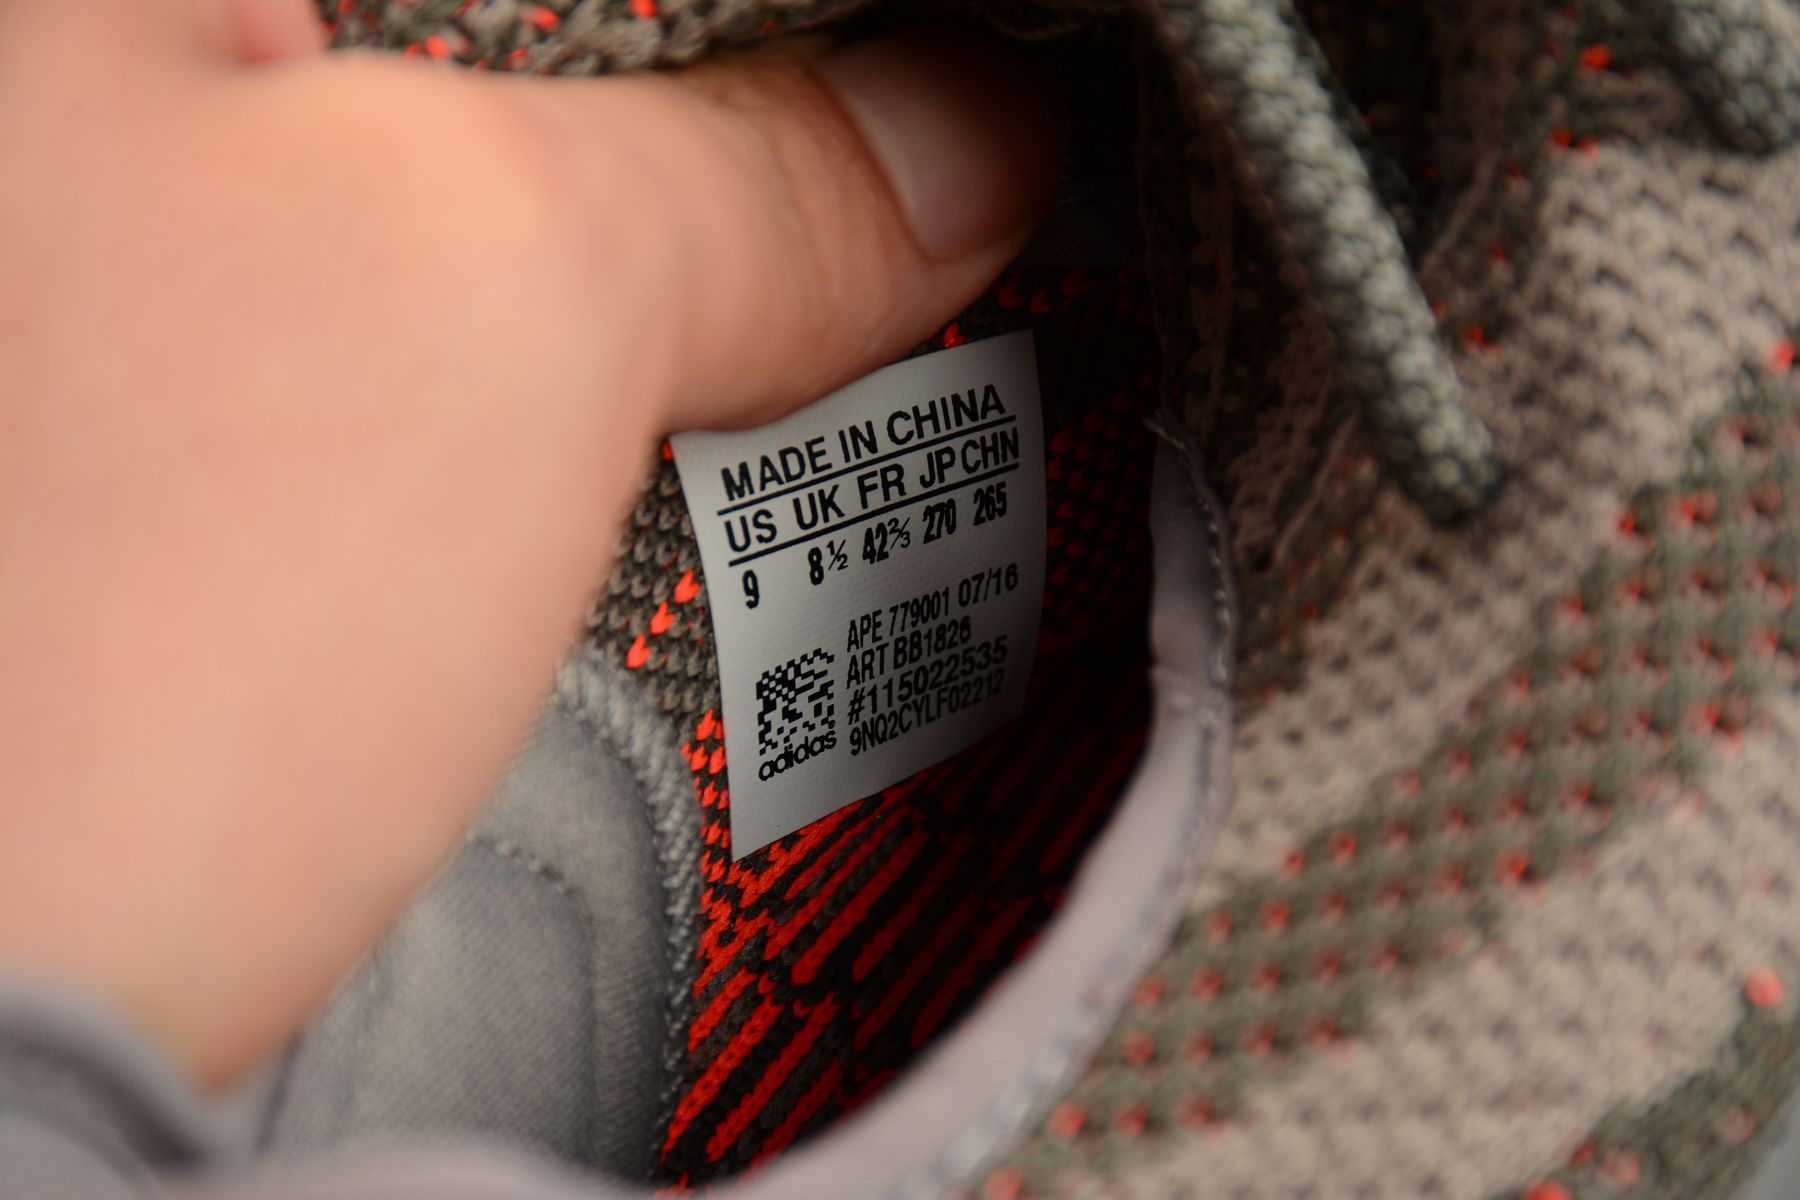 MADE IN CHINA
US UK FR JP CHN
9 8½ 42⅔ 270 265
APE 779001 07/16
ART BB1826
#115022535
9NQ2CYLF02212
adidas®